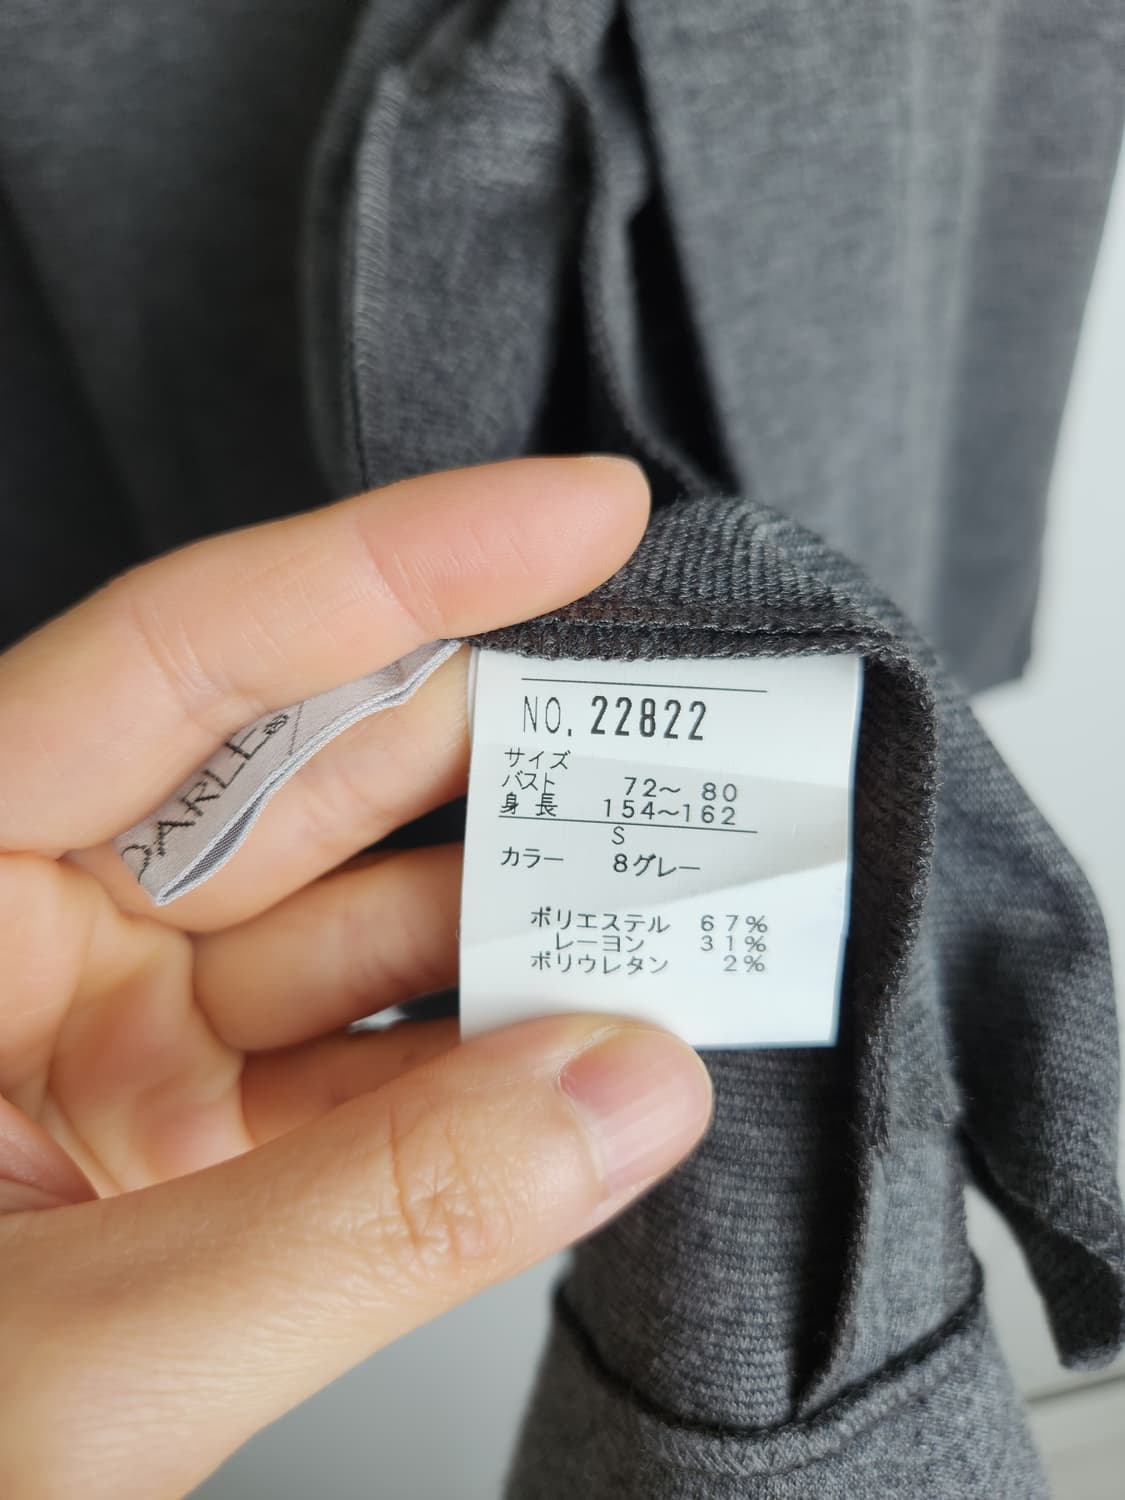 NO. 22822
サイズ
バスト 72〜 80
身長 154〜162
S
カラー 8グレー
ポリエステル 67%
レーヨン 31%
ポリウレタン 2%